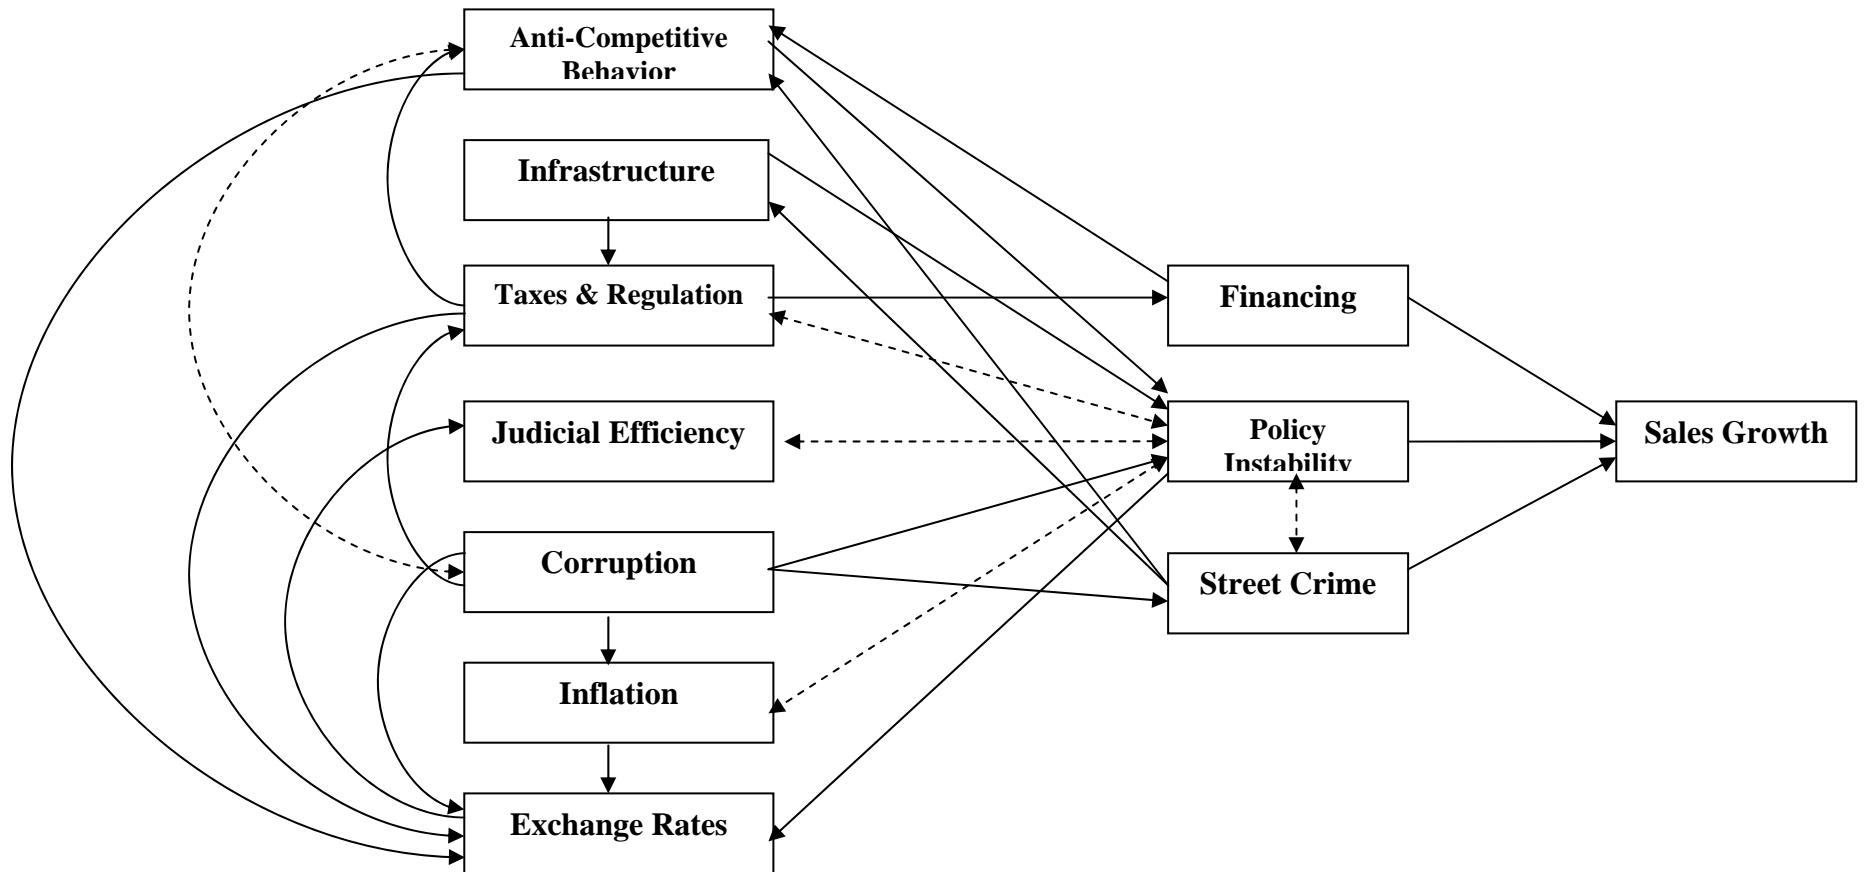 Anti-Competitive
Behavior
Infrastructure
Taxes & Regulation
Financing
Judicial Efficiency
Policy
Instability
Sales Growth
Corruption
Street Crime
Inflation
Exchange Rates